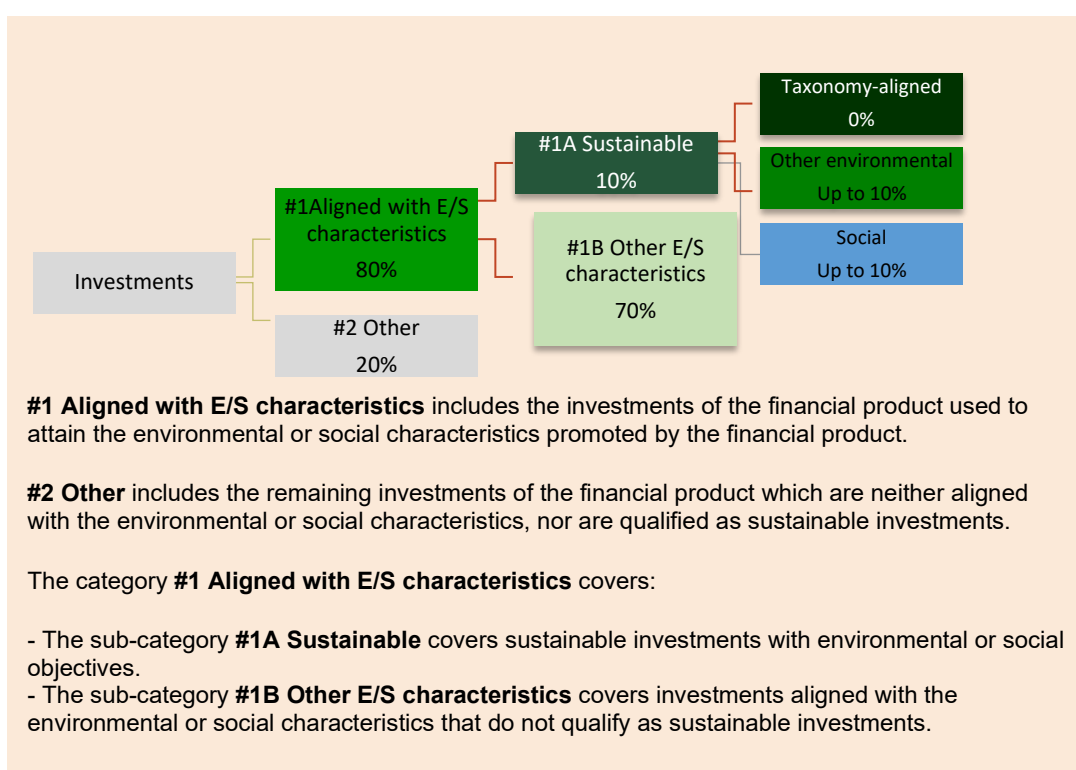 Investments
#1Aligned with E/S
characteristics
80%
#2 Other
20%
#1A Sustainable
10%
#1B Other E/S
characteristics
70%
Taxonomy-aligned
0%
Other environmental
Up to 10%
Social
Up to 10%
#1 Aligned with E/S characteristics includes the investments of the financial product used to
attain the environmental or social characteristics promoted by the financial product.
#2 Other includes the remaining investments of the financial product which are neither aligned
with the environmental or social characteristics, nor are qualified as sustainable investments.
The category #1 Aligned with E/S characteristics covers:
- The sub-category #1A Sustainable covers sustainable investments with environmental or social
objectives.
- The sub-category #1B Other E/S characteristics covers investments aligned with the
environmental or social characteristics that do not qualify as sustainable investments.